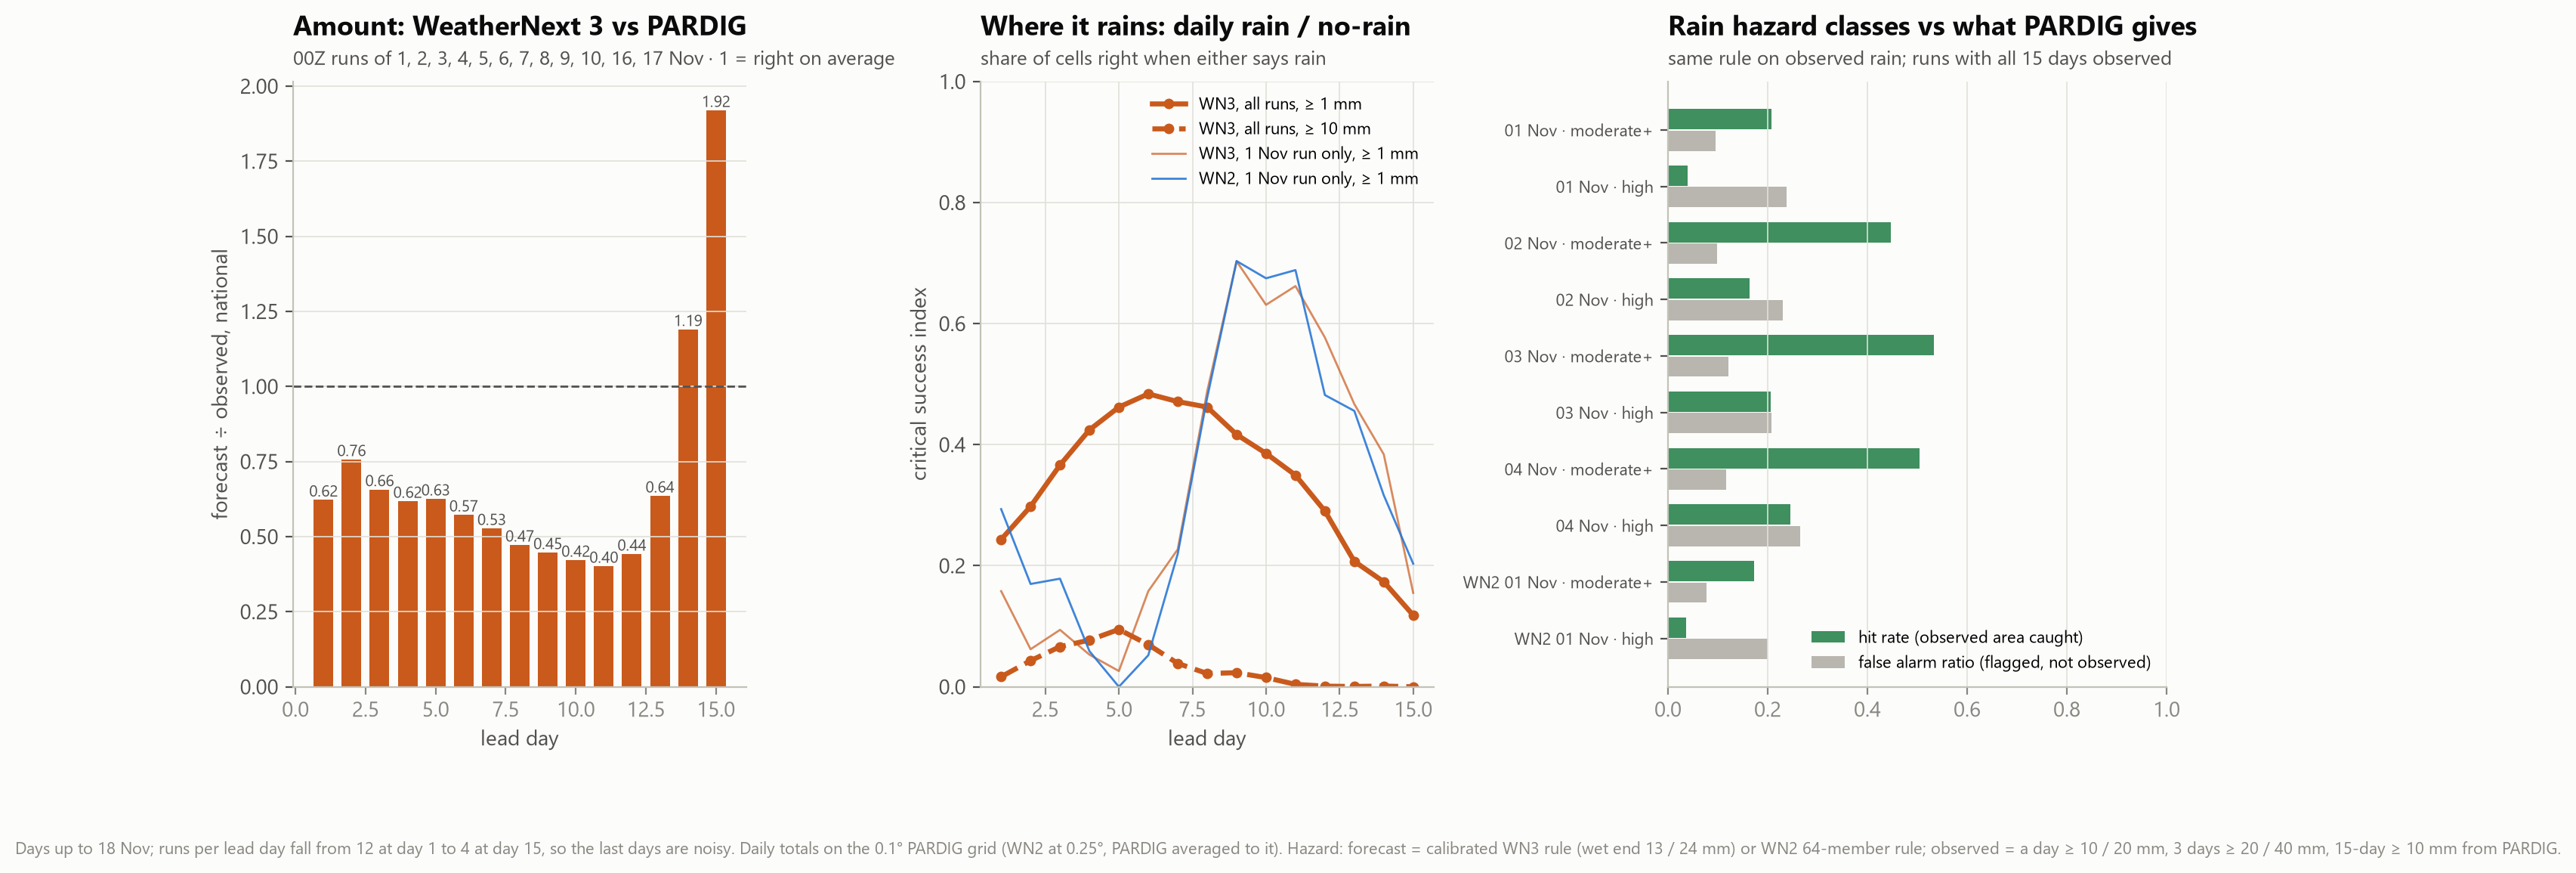 Amount: WeatherNext 3 vs PARDIG
00Z runs of 1, 2, 3, 4, 5, 6, 7, 8, 9, 10, 16, 17 Nov · 1 = right on average
forecast ÷ observed, national
2.00
1.75
1.50
1.25
1.00
0.75
0.50
0.25
0.00
0.62
0.76
0.66
0.62
0.63
0.57
0.53
0.47
0.45
0.42
0.40
0.44
0.64
1.19
1.92
0.0 2.5 5.0 7.5 10.0 12.5 15.0
lead day
Where it rains: daily rain / no-rain
share of cells right when either says rain
critical success index
1.0
0.8
0.6
0.4
0.2
0.0
WN3, all runs, ≥ 1 mm
WN3, all runs, ≥ 10 mm
WN3, 1 Nov run only, ≥ 1 mm
WN2, 1 Nov run only, ≥ 1 mm
2.5 5.0 7.5 10.0 12.5 15.0
lead day
Rain hazard classes vs what PARDIG gives
same rule on observed rain; runs with all 15 days observed
01 Nov · moderate+
01 Nov · high
02 Nov · moderate+
02 Nov · high
03 Nov · moderate+
03 Nov · high
04 Nov · moderate+
04 Nov · high
WN2 01 Nov · moderate+
WN2 01 Nov · high
hit rate (observed area caught)
false alarm ratio (flagged, not observed)
0.0 0.2 0.4 0.6 0.8 1.0
Days up to 18 Nov; runs per lead day fall from 12 at day 1 to 4 at day 15, so the last days are noisy. Daily totals on the 0.1° PARDIG grid (WN2 at 0.25°, PARDIG averaged to it). Hazard: forecast = calibrated WN3 rule (wet end 13 / 24 mm) or WN2 64-member rule; observed = a day ≥ 10 / 20 mm, 3 days ≥ 20 / 40 mm, 15-day ≥ 10 mm from PARDIG.